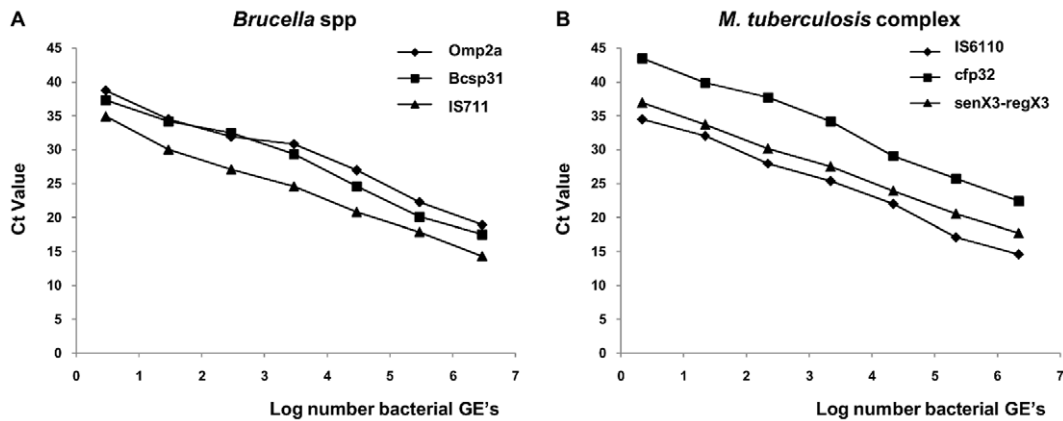 A
Brucella spp
Omp2a
Bcsp31
IS711
Ct Value
45
40
35
30
25
20
15
10
5
0
0 1 2 3 4 5 6 7
Log number bacterial GE's
B
M. tuberculosis complex
IS6110
cfp32
senX3-regX3
Ct Value
45
40
35
30
25
20
15
10
5
0
0 1 2 3 4 5 6 7
Log number bacterial GE's